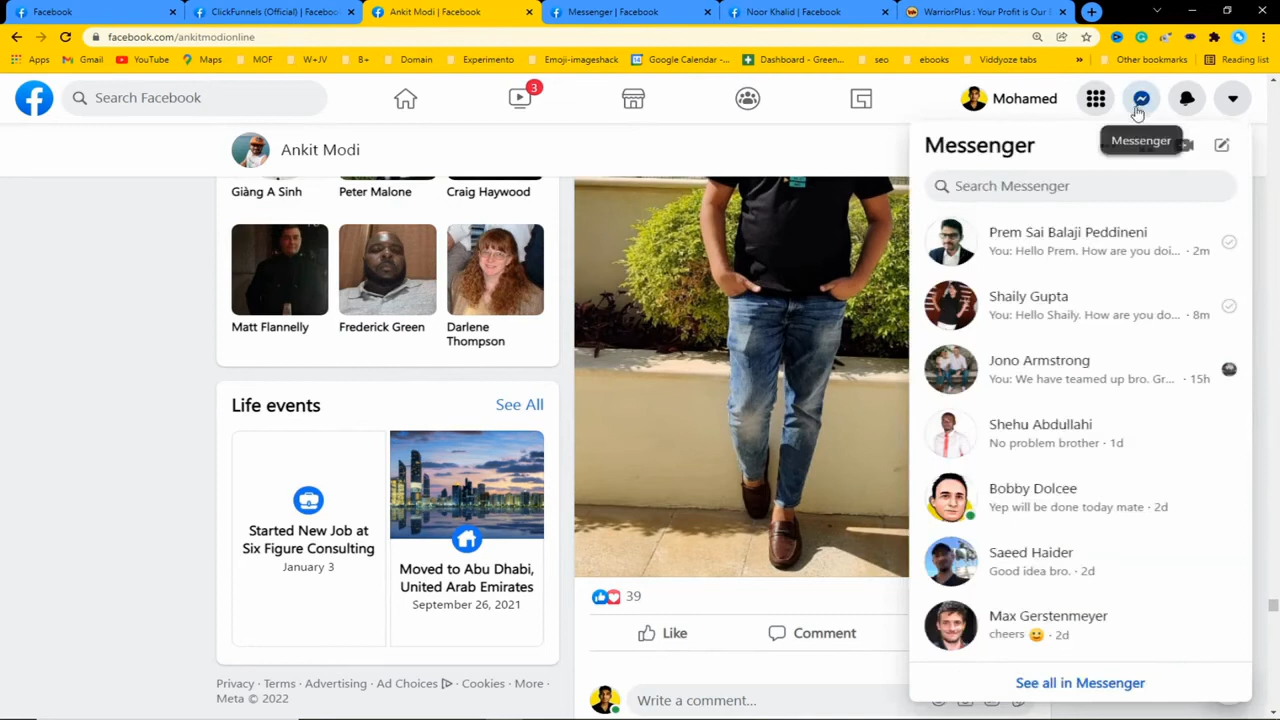 Facebook
ClickFunnels (Official) | Faceboo
Ankit Modi | Facebook
Messenger | Facebook
Noor Khalid | Facebook
WarriorPlus : Your Profit is Our
facebook.com/ankitmodionline
Apps
Gmail
YouTube
Maps
MOF
W+JV
B+
Domain
Experimento
Emoji-imageshack
Google Calendar -...
Dashboard - Green...
seo
ebooks
Viddyoze tabs
»
Other bookmarks
Reading list
Search Facebook
3
Mohamed
Ankit Modi
Giàng A Sinh
Peter Malone
Craig Haywood
Matt Flannelly
Frederick Green
Darlene
Thompson
Life events
See All
Started New Job at
Six Figure Consulting
January 3
Moved to Abu Dhabi,
United Arab Emirates
September 26, 2021
Privacy · Terms · Advertising · Ad Choices · Cookies · More ·
Meta © 2022
39
Like
Comment
Write a comment...
Messenger
Messenger
Search Messenger
Prem Sai Balaji Peddineni
You: Hello Prem. How are you doi... · 2m
Shaily Gupta
You: Hello Shaily. How are you do... · 8m
Jono Armstrong
You: We have teamed up bro. Gr... · 15h
Shehu Abdullahi
No problem brother · 1d
Bobby Dolcee
Yep will be done today mate · 2d
Saeed Haider
Good idea bro. · 2d
Max Gerstenmeyer
cheers 🙂 · 2d
See all in Messenger